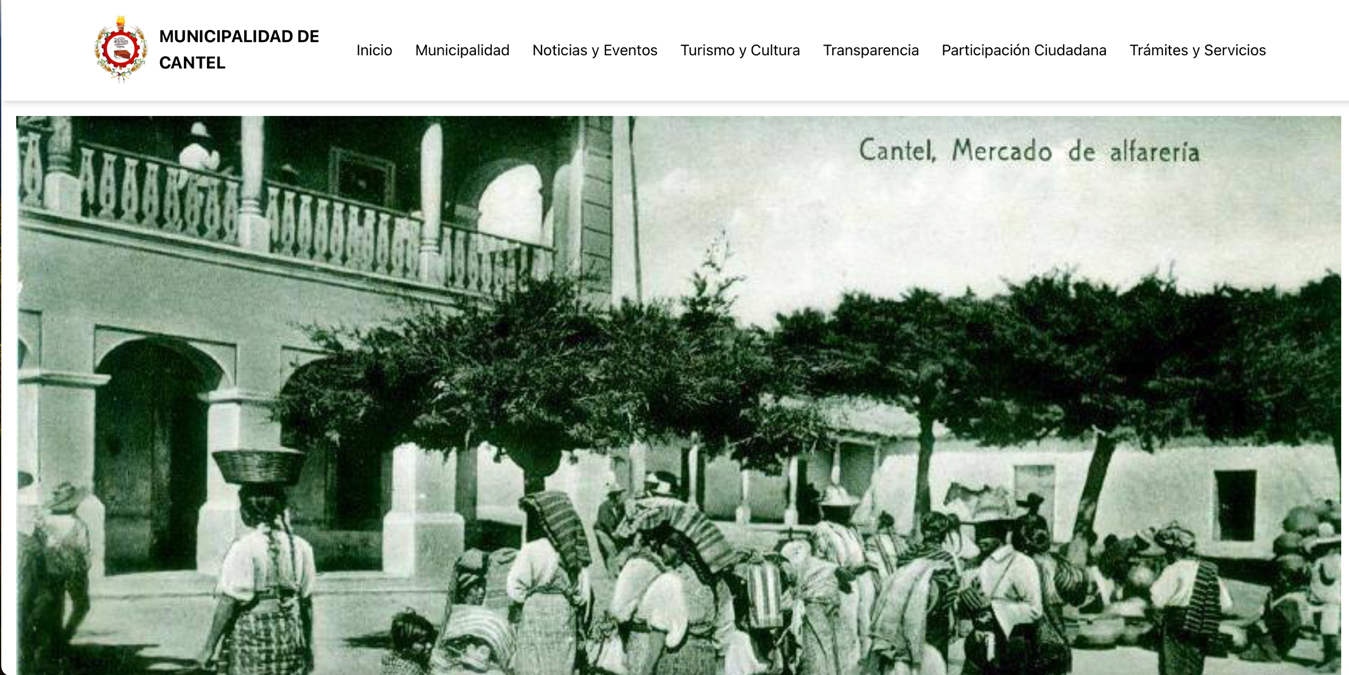 MUNICIPALIDAD DE
CANTEL
Inicio Municipalidad Noticias y Eventos Turismo y Cultura Transparencia Participación Ciudadana Trámites y Servicios
Cantel, Mercado de alfarería